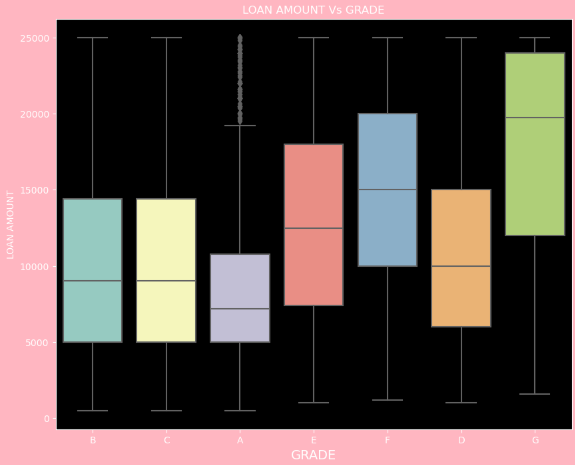 LOAN AMOUNT Vs GRADE
LOAN AMOUNT
25000
20000
15000
10000
5000
0
B C A E F D G
GRADE